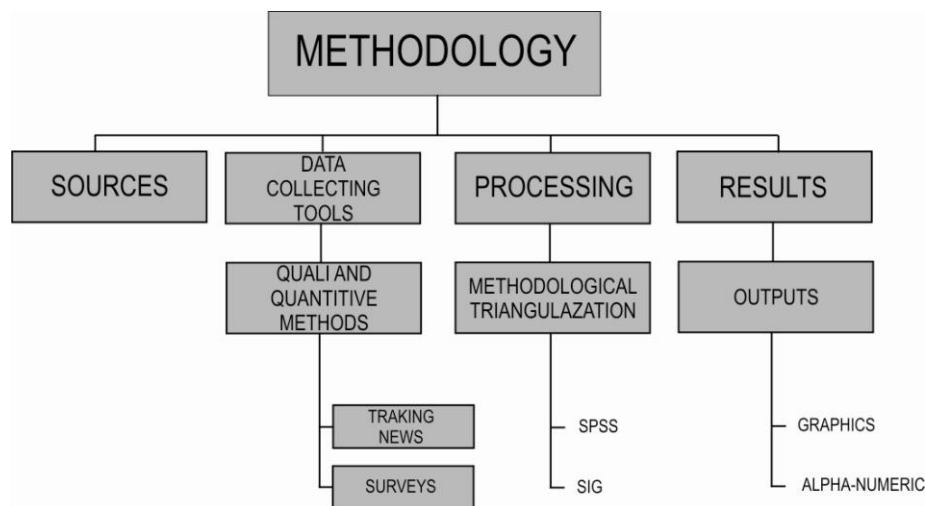 METHODOLOGY
SOURCES
DATA
COLLECTING
TOOLS
PROCESSING
RESULTS
QUALI AND
QUANTITIVE
METHODS
METHODOLOGICAL
TRIANGULAZATION
OUTPUTS
TRAKING
NEWS
SPSS
GRAPHICS
SURVEYS
SIG
ALPHA-NUMERIC